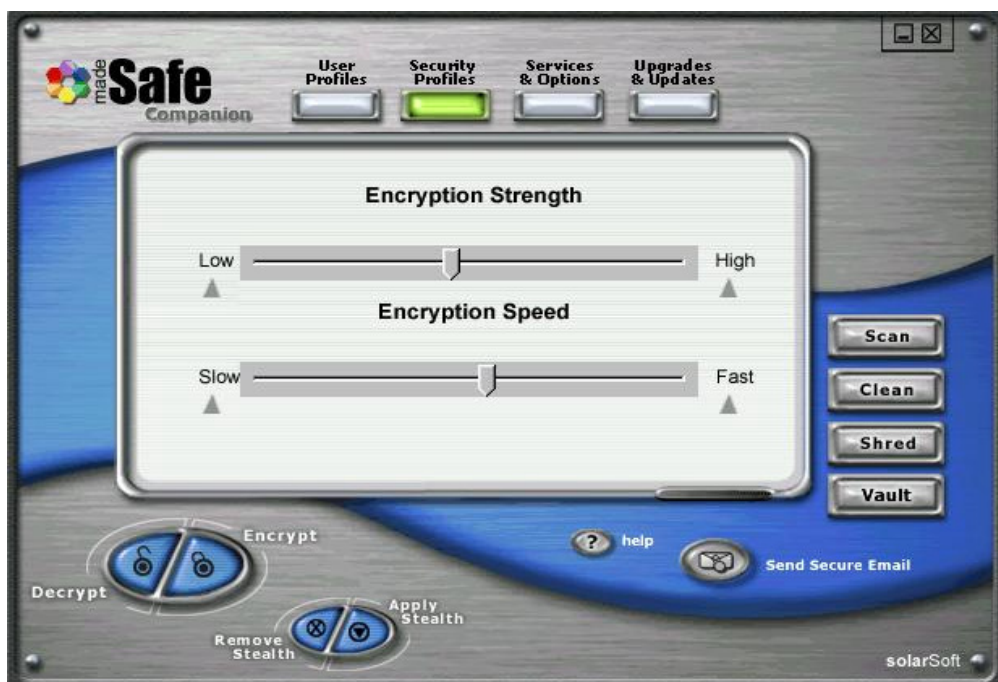 made Safe
Companion
User
Profiles
Security
Profiles
Services
& Options
Upgrades
& Updates
Encryption Strength
Low
High
Encryption Speed
Slow
Fast
Scan
Clean
Shred
Vault
Encrypt
Decrypt
? help
Send Secure Email
Apply
Stealth
Remove
Stealth
solarSoft